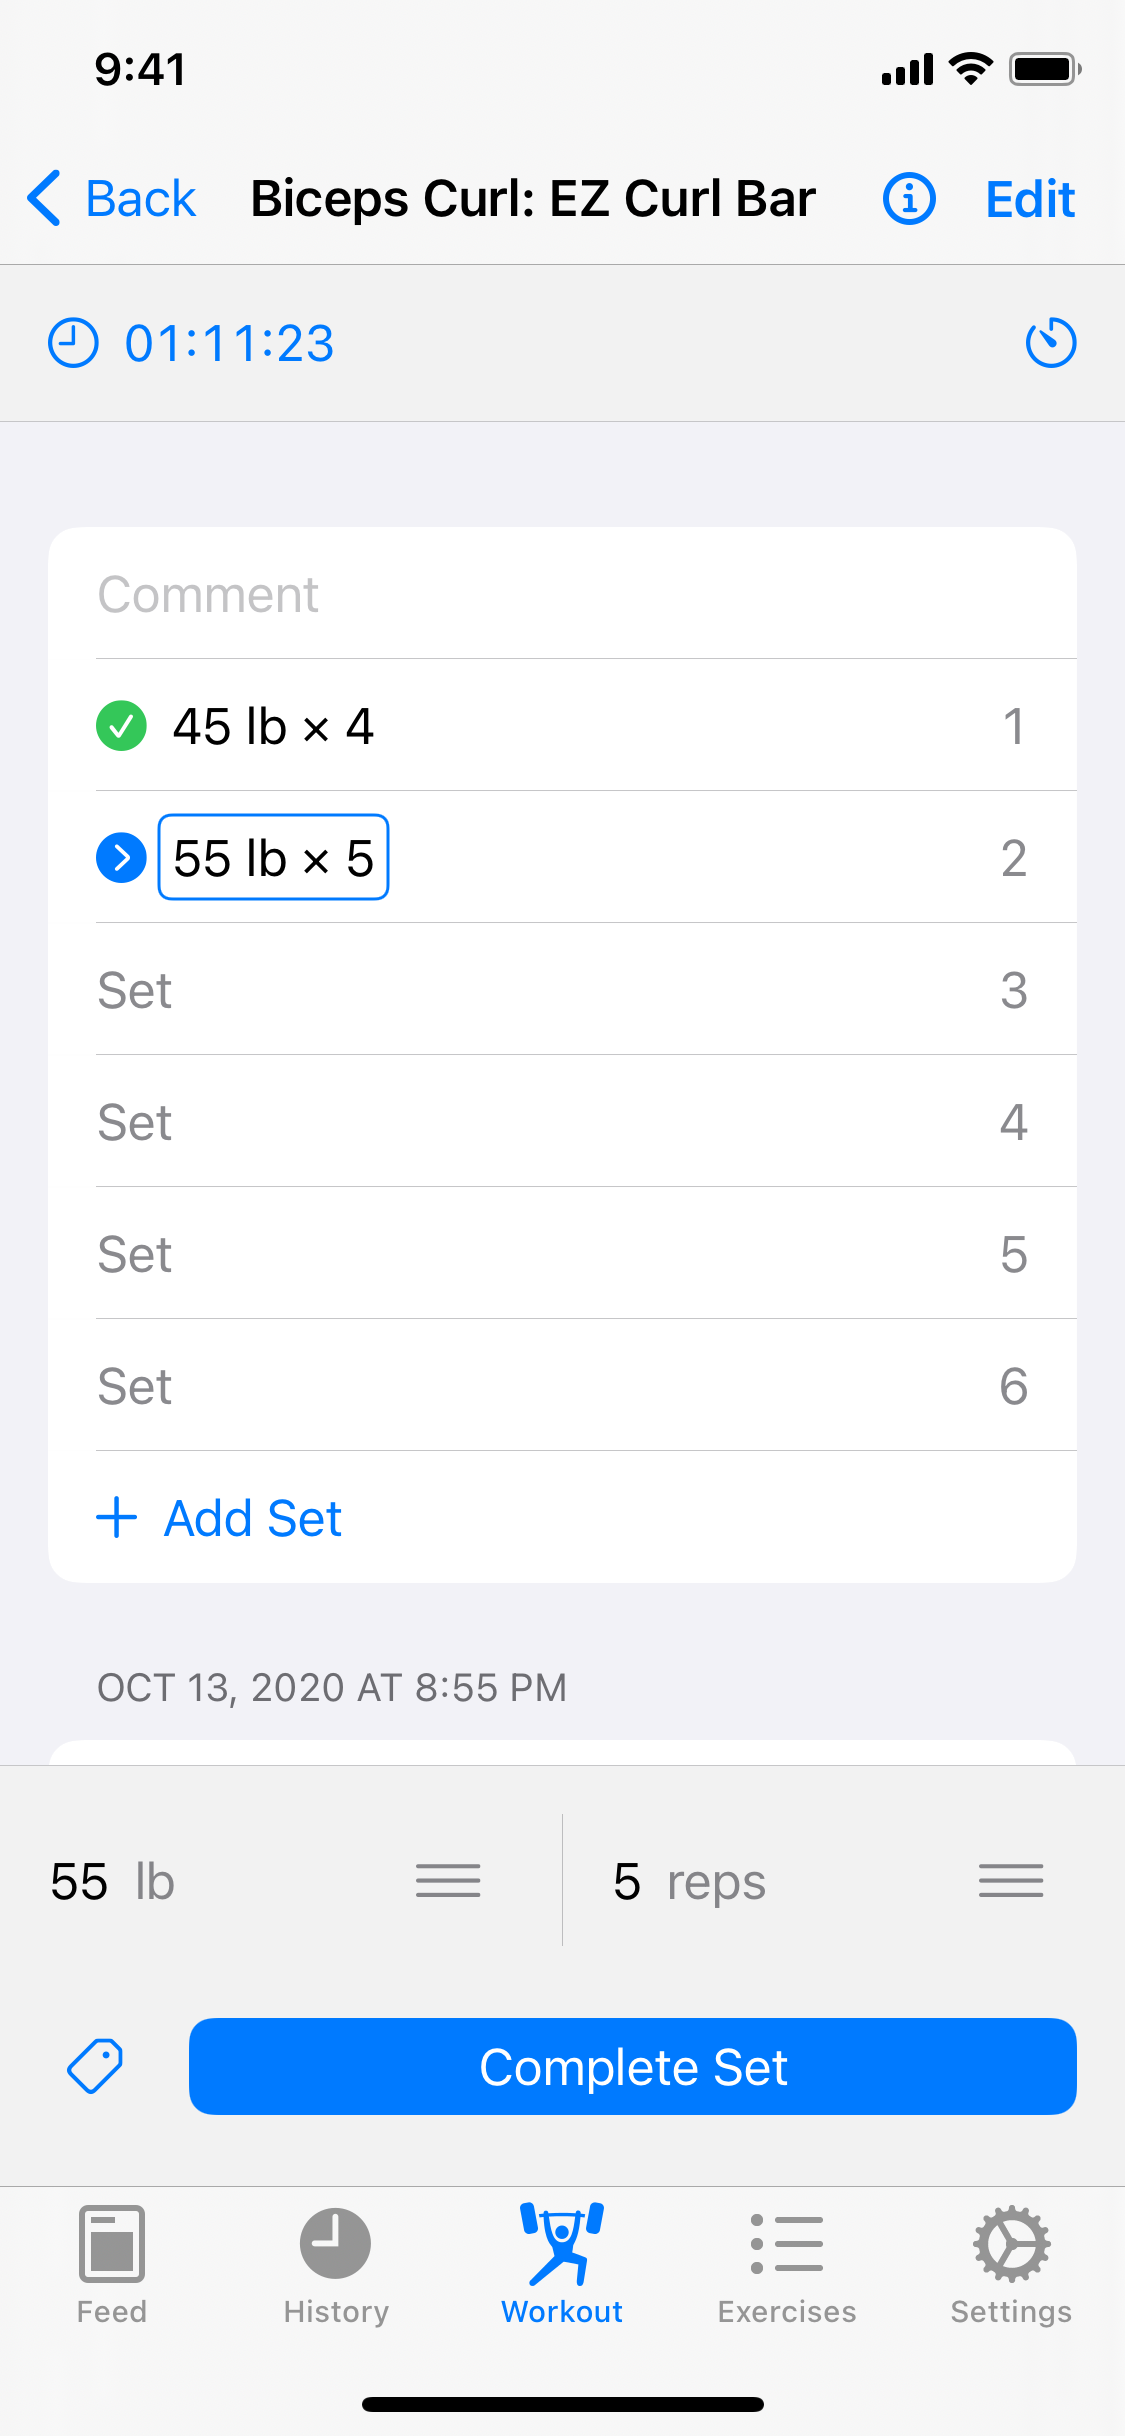 9:41
Back Biceps Curl: EZ Curl Bar Edit
01:11:23
Comment
45 lb × 4 1
55 lb × 5 2
Set 3
Set 4
Set 5
Set 6
Add Set
OCT 13, 2020 AT 8:55 PM
55 lb 5 reps
Complete Set
Feed History Workout Exercises Settings